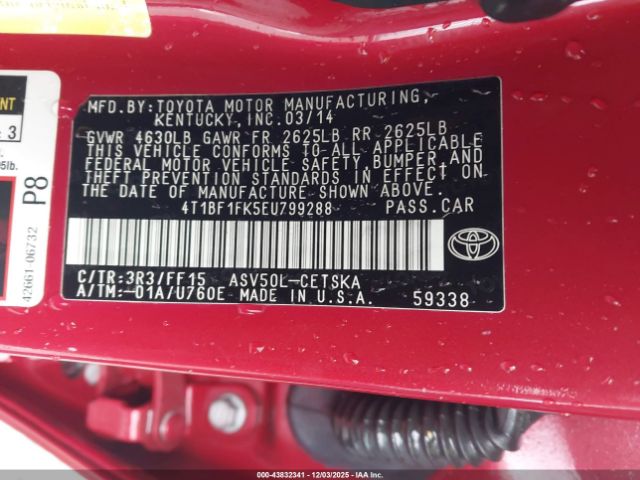 MFD. BY: TOYOTA MOTOR MANUFACTURING,
KENTUCKY, INC. 03/14
GVWR 4630LB GAWR FR 2625LB RR 2625LB
THIS VEHICLE CONFORMS TO ALL APPLICABLE
FEDERAL MOTOR VEHICLE SAFETY, BUMPER, AND
THEFT PREVENTION STANDARDS IN EFFECT ON
THE DATE OF MANUFACTURE SHOWN ABOVE.
4T1BF1FK5EU799288 PASS. CAR
C/TR: 3R3/FF15 ASV50L-CETSKA
A/TM: -01A/U760E MADE IN U.S.A. 59338
3
P8
42661-06732
000-43832341 - 12/03/2025 - IAAI.COM